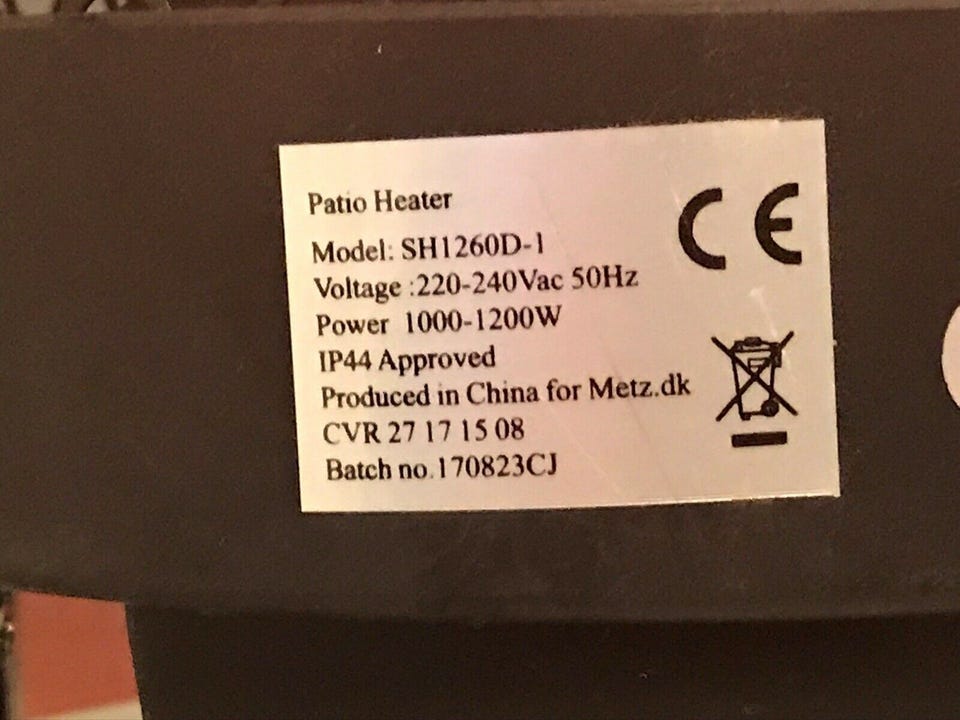 Patio Heater
Model: SH1260D-1
Voltage :220-240Vac 50Hz
Power 1000-1200W
IP44 Approved
Produced in China for Metz.dk
CVR 27 17 15 08
Batch no.170823CJ
CE